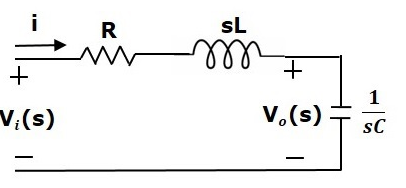 i
R
sL
+
+
Vᵢ(s)
Vₒ(s)
1
sC
−
−